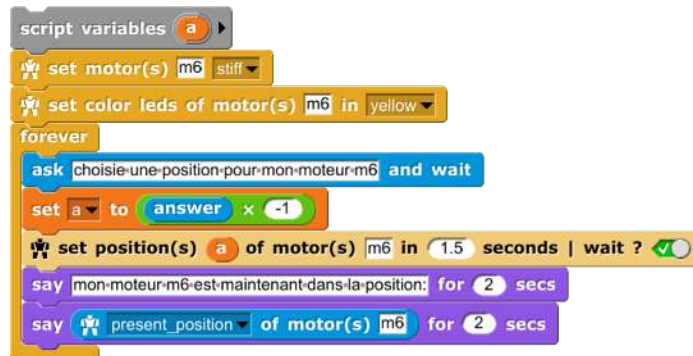 script variables a
set motor(s) m6 stiff
set color leds of motor(s) m6 in yellow
forever
ask choisie une position pour mon moteur m6 and wait
set a to answer × -1
set position(s) a of motor(s) m6 in 1.5 seconds | wait ?
say mon moteur m6 est maintenant dans la position: for 2 secs
say present_position of motor(s) m6 for 2 secs